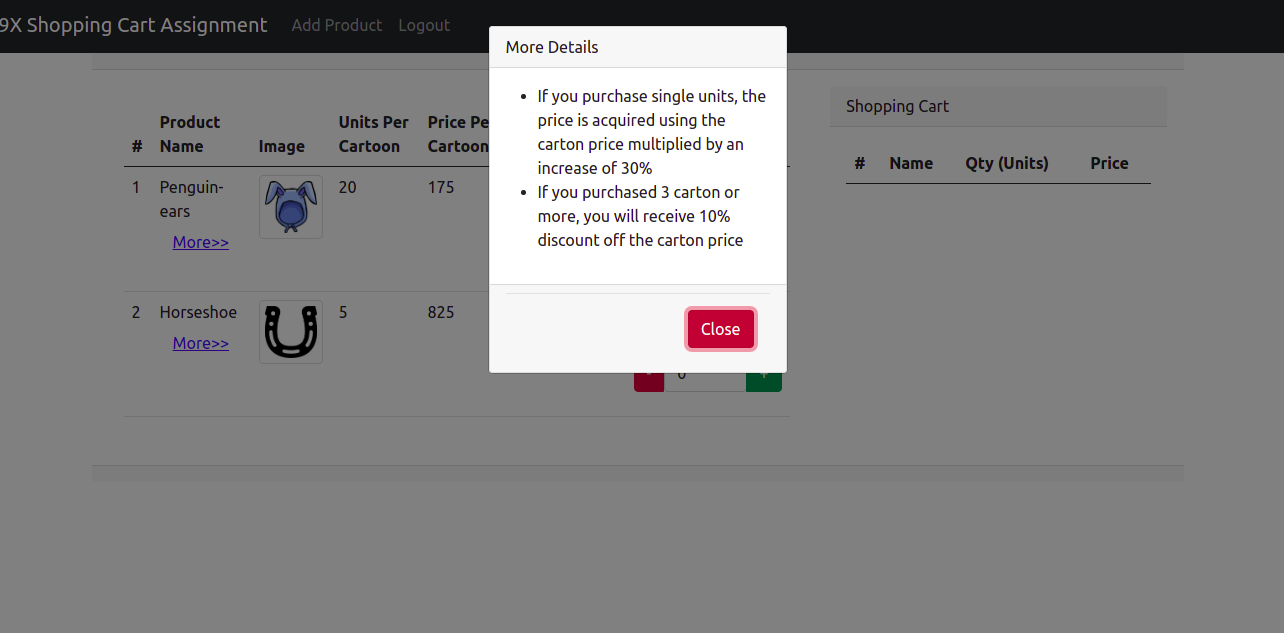 9X Shopping Cart Assignment Add Product Logout
More Details
If you purchase single units, the
price is acquired using the
carton price multiplied by an
increase of 30%
If you purchased 3 carton or
more, you will receive 10%
discount off the carton price
Close
# Product Name Image Units Per Cartoon Price Pe Cartoon
1 Penguin- 20 175
ears
More>>
2 Horseshoe 5 825
More>>
- 0 +
Shopping Cart
# Name Qty (Units) Price